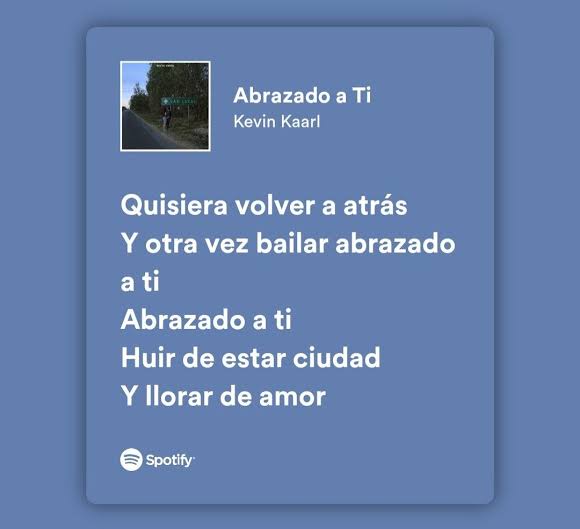 Abrazado a Ti
Kevin Kaarl
Quisiera volver a atrás
Y otra vez bailar abrazado
a ti
Abrazado a ti
Huir de estar ciudad
Y llorar de amor
Spotify